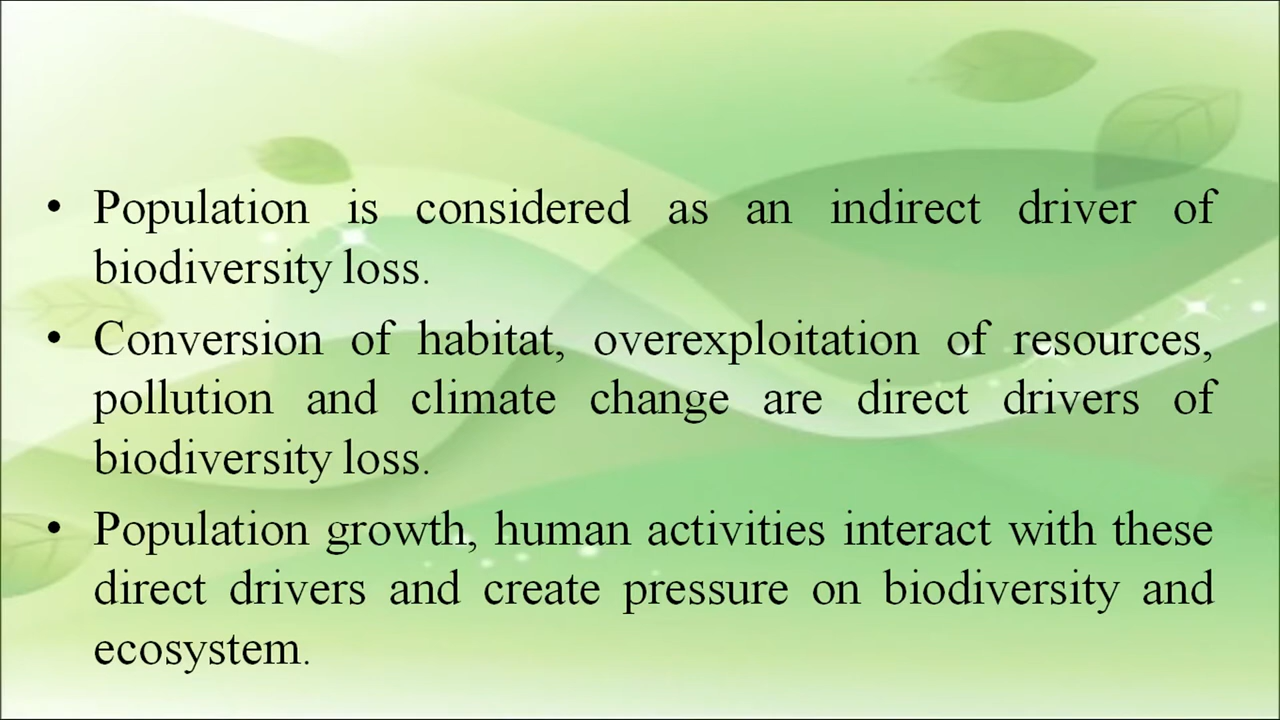 • Population is considered as an indirect driver of
biodiversity loss.
• Conversion of habitat, overexploitation of resources,
pollution and climate change are direct drivers of
biodiversity loss.
• Population growth, human activities interact with these
direct drivers and create pressure on biodiversity and
ecosystem.